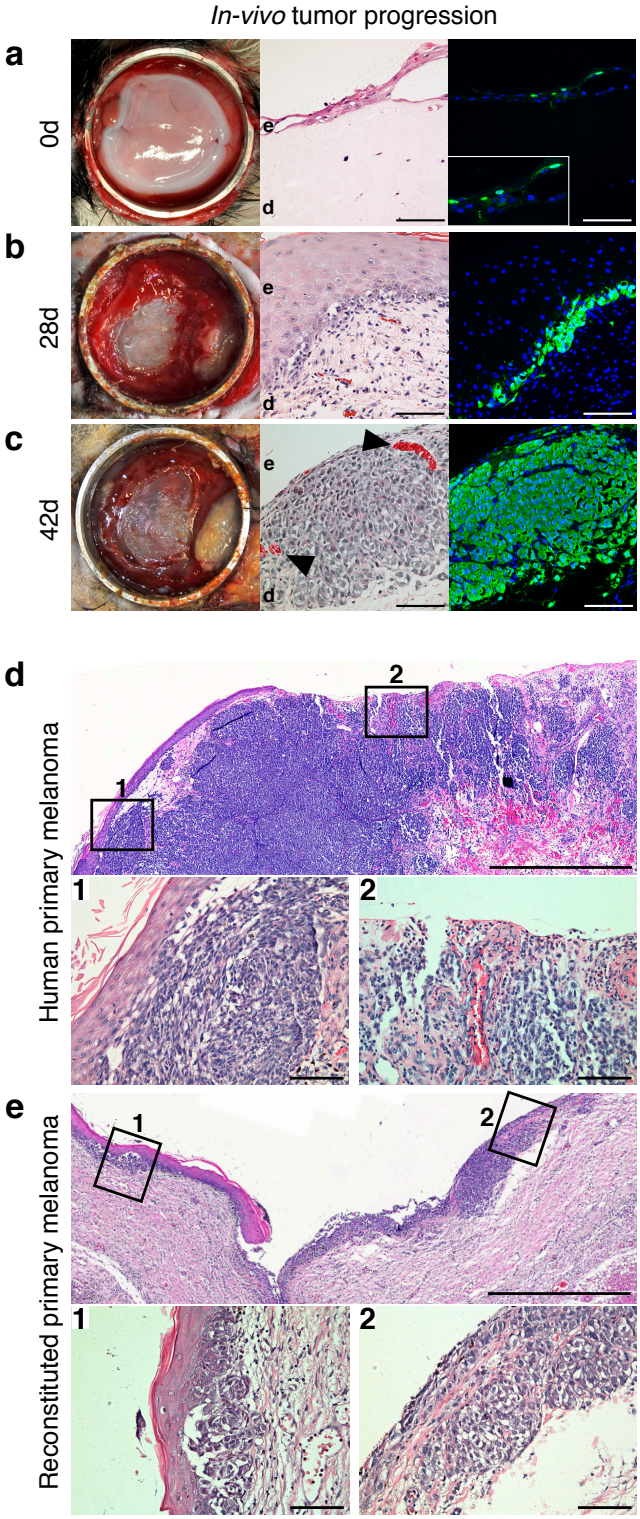 In-vivo tumor progression
a
0d
e
d
b
28d
e
d
c
42d
e
d
d
Human primary melanoma
1
2
1
2
e
Reconstituted primary melanoma
1
2
1
2